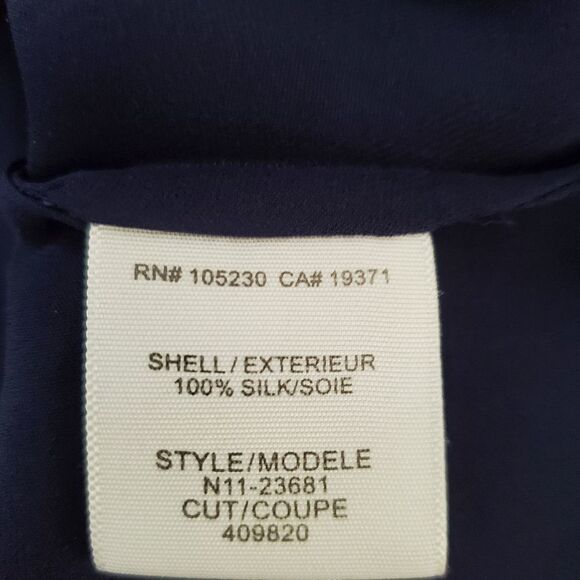 RN# 105230 CA# 19371
SHELL/EXTERIEUR
100% SILK/SOIE
STYLE/MODELE
N11-23681
CUT/COUPE
409820